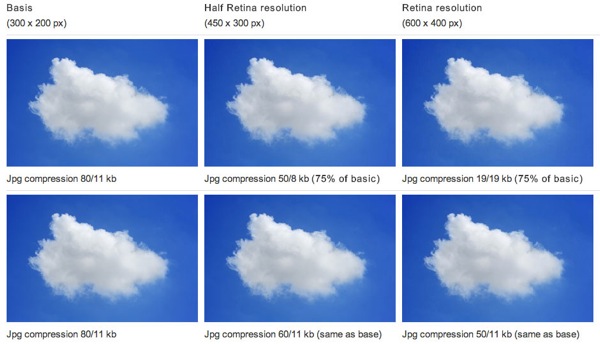 Basis
(300 x 200 px)
Half Retina resolution
(450 x 300 px)
Retina resolution
(600 x 400 px)
Jpg compression 80/11 kb
Jpg compression 50/8 kb (75% of basic)
Jpg compression 19/19 kb (75% of basic)
Jpg compression 80/11 kb
Jpg compression 60/11 kb (same as base)
Jpg compression 50/11 kb (same as base)